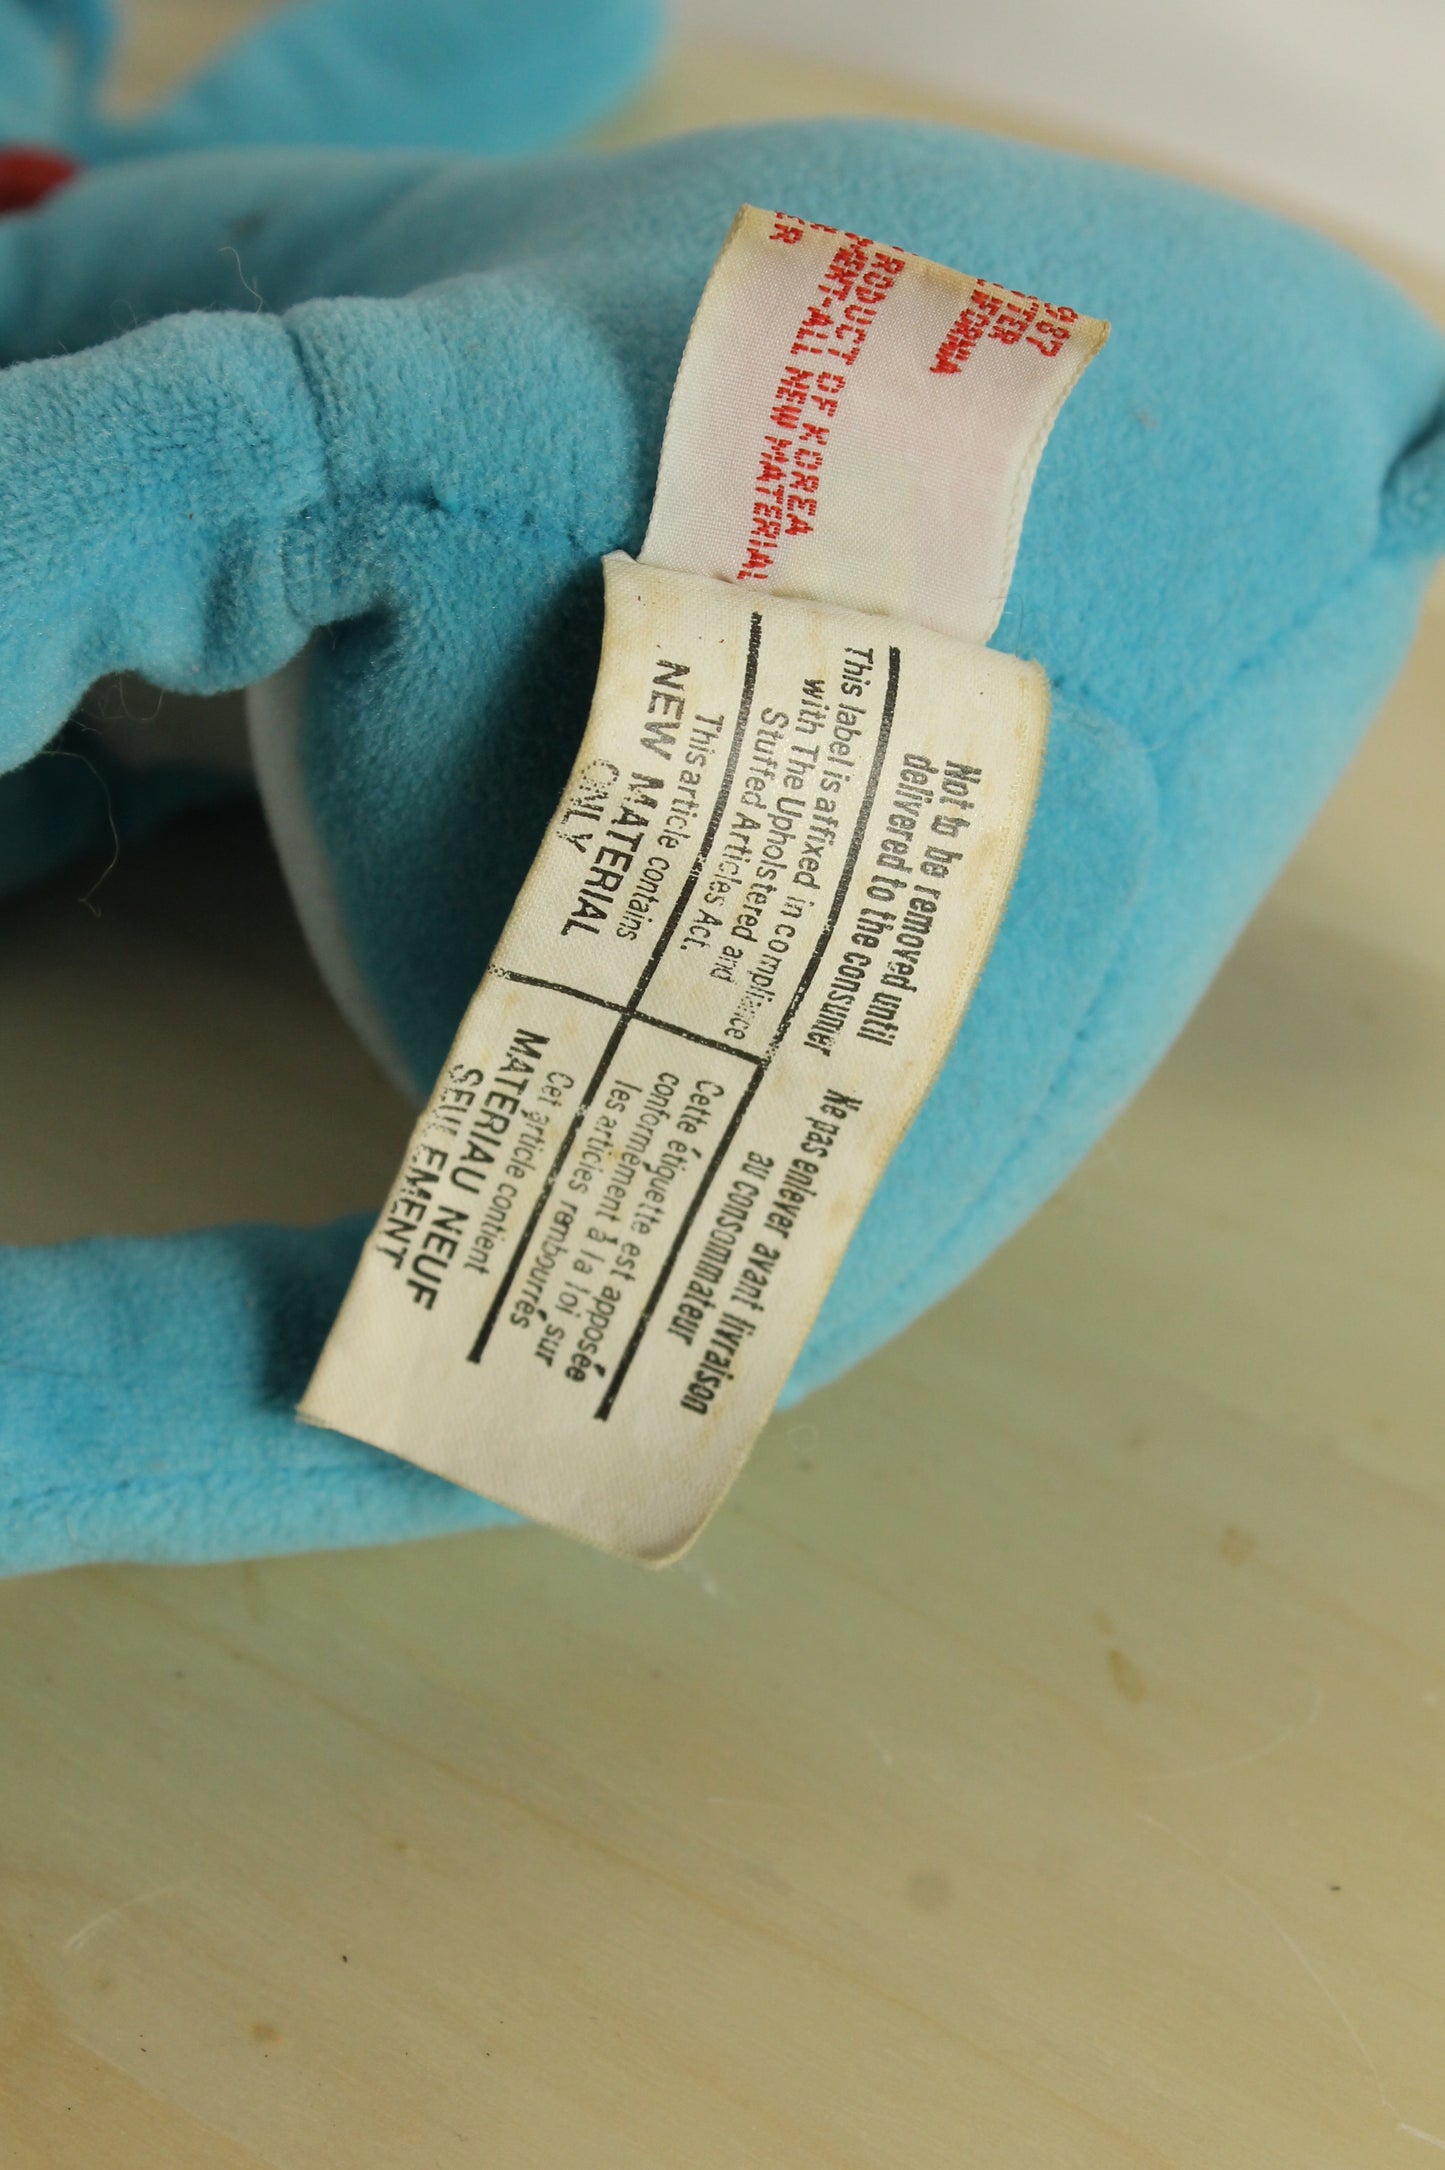 987
PRODUCT OF KOREA
MENT-ALL NEW MATERIAL
Not to be removed until
delivered to the consumer
This label is affixed in compliance
with The Upholstered and
Stuffed Articles Act.
This article contains
NEW MATERIAL
ONLY
Ne pas enlever avant livraison
au consommateur
Cette étiquette est apposée
conformément à la loi sur
les articles rembourrés
Cet article contient
MATERIAU NEUF
SEULEMENT